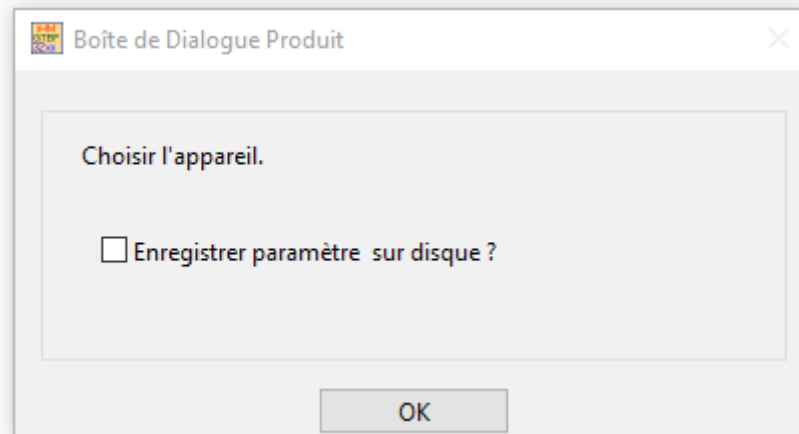 Boîte de Dialogue Produit
Choisir l'appareil.
Enregistrer paramètre  sur disque ?
OK